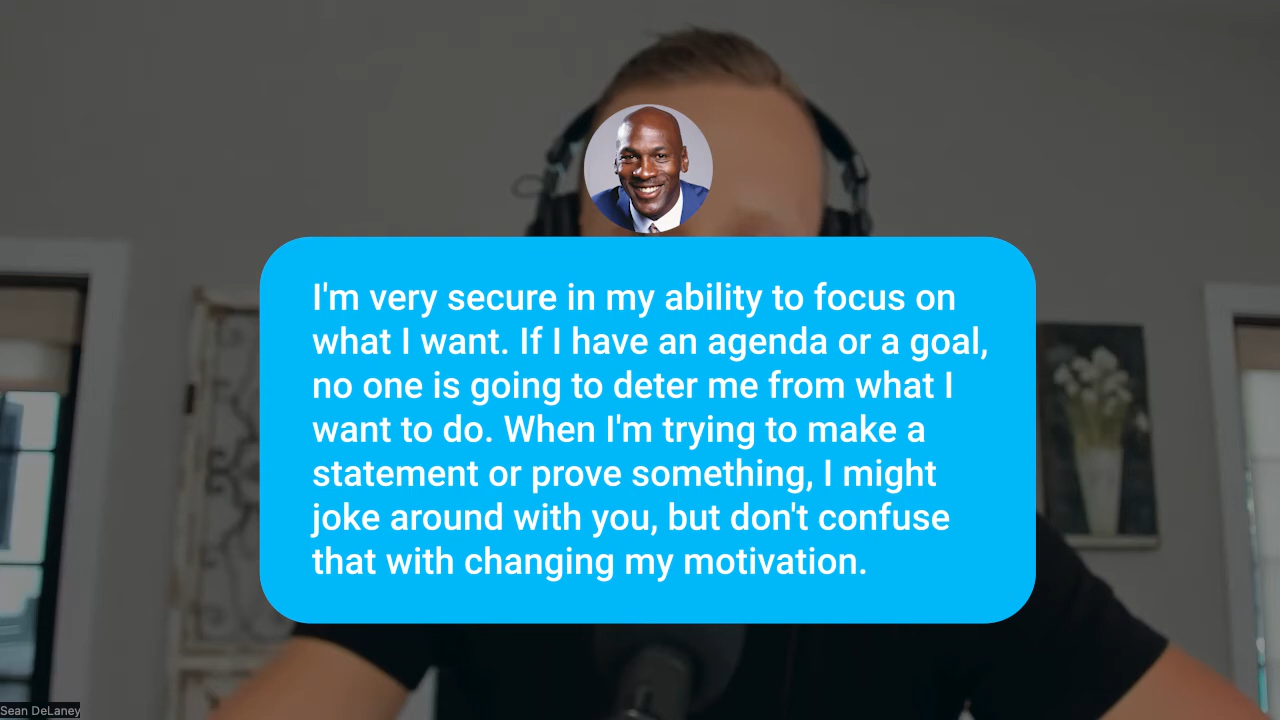 I'm very secure in my ability to focus on
what I want. If I have an agenda or a goal,
no one is going to deter me from what I
want to do. When I'm trying to make a
statement or prove something, I might
joke around with you, but don't confuse
that with changing my motivation.
Sean DeLaney